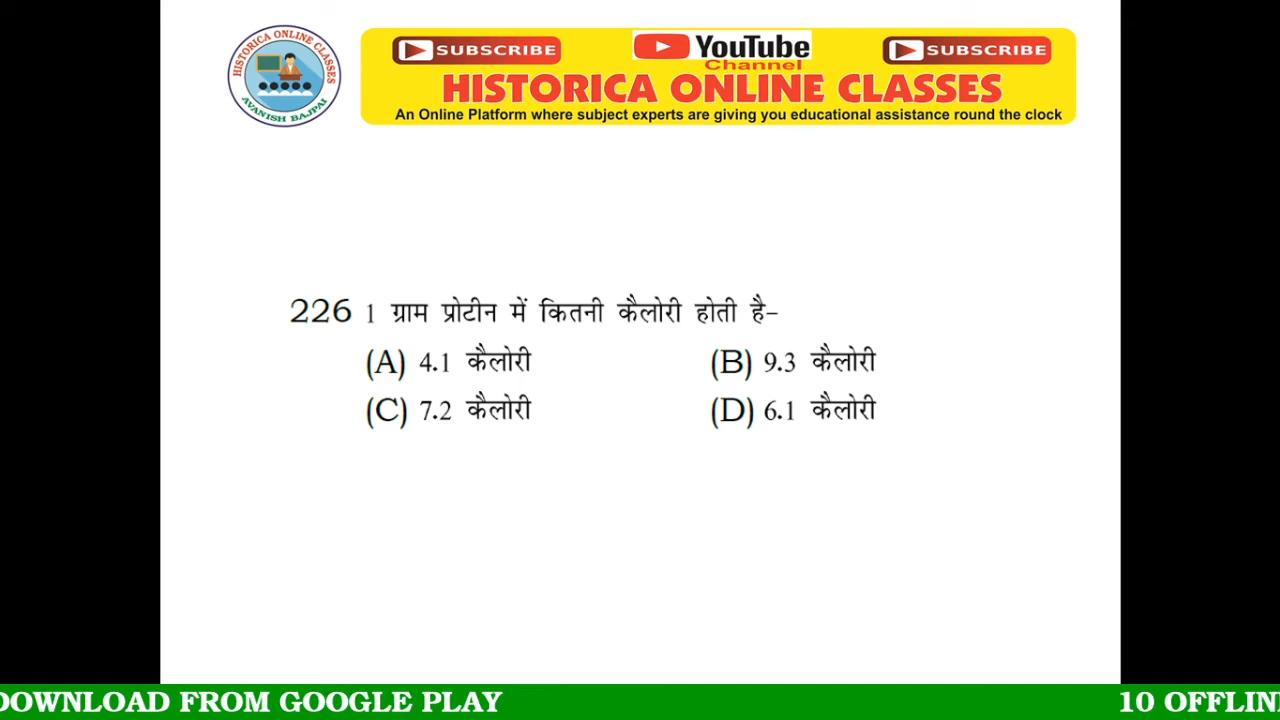 HISTORICA ONLINE CLASSES
AVANISH BAJPAI
SUBSCRIBE
YouTube
SUBSCRIBE
Channel
HISTORICA ONLINE CLASSES
An Online Platform where subject experts are giving you educational assistance round the clock
226 1 ग्राम प्रोटीन में कितनी कैलोरी होती है-
(A) 4.1 कैलोरी (B) 9.3 कैलोरी
(C) 7.2 कैलोरी (D) 6.1 कैलोरी
DOWNLOAD FROM GOOGLE PLAY 10 OFFLINE